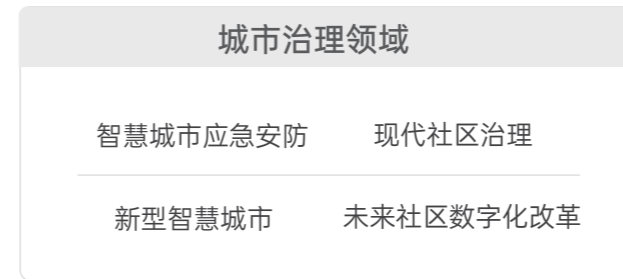 城市治理领域
智慧城市应急安防 现代社区治理
新型智慧城市 未来社区数字化改革